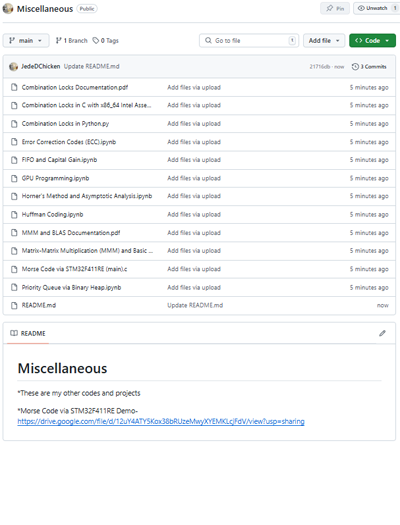 Miscellaneous Public
Pin
Unwatch 1
main
1 Branch
0 Tags
Go to file
t
Add file
Code
JedeDChicken Update README.md
21716db · now
3 Commits
Combination Locks Documentation.pdf Add files via upload 5 minutes ago
Combination Locks in C with x86_64 Intel Asse... Add files via upload 5 minutes ago
Combination Locks in Python.py Add files via upload 5 minutes ago
Error Correction Codes (ECC).ipynb Add files via upload 5 minutes ago
FIFO and Capital Gain.ipynb Add files via upload 5 minutes ago
GPU Programming.ipynb Add files via upload 5 minutes ago
Horner's Method and Asymptotic Analysis.ipynb Add files via upload 5 minutes ago
Huffman Coding.ipynb Add files via upload 5 minutes ago
MMM and BLAS Documentation.pdf Add files via upload 5 minutes ago
Matrix-Matrix Multiplication (MMM) and Basic ... Add files via upload 5 minutes ago
Morse Code via STM32F411RE (main).c Add files via upload 5 minutes ago
Priority Queue via Binary Heap.ipynb Add files via upload 5 minutes ago
README.md Update README.md now
README
Miscellaneous
*These are my other codes and projects
*Morse Code via STM32F411RE Demo-
https://drive.google.com/file/d/12uY4ATY5Kox38bRUzeMwyXYEMKLcjFdV/view?usp=sharing